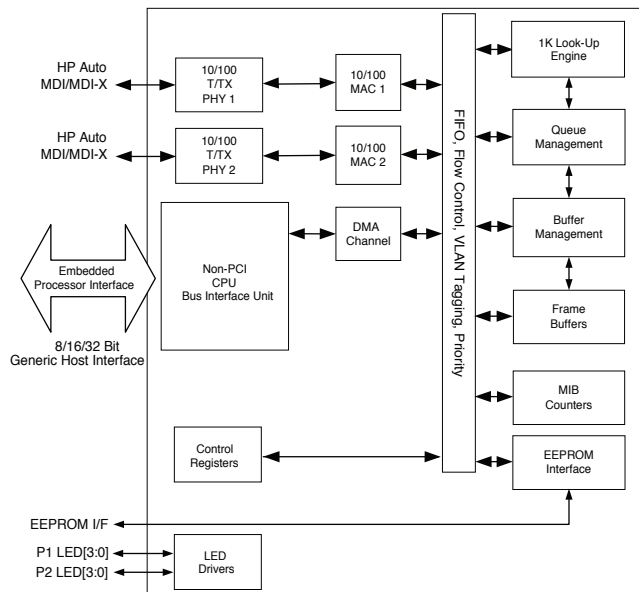 HP Auto
MDI/MDI-X
10/100
T/TX
PHY 1
10/100
MAC 1
1K Look-Up
Engine
HP Auto
MDI/MDI-X
10/100
T/TX
PHY 2
10/100
MAC 2
Queue
Management
FIFO, Flow Control, VLAN Tagging, Priority
Embedded
Processor Interface
8/16/32 Bit
Generic Host Interface
Non-PCI
CPU
Bus Interface Unit
DMA
Channel
Buffer
Management
Frame
Buffers
MIB
Counters
Control
Registers
EEPROM
Interface
EEPROM I/F
P1 LED[3:0]
P2 LED[3:0]
LED
Drivers